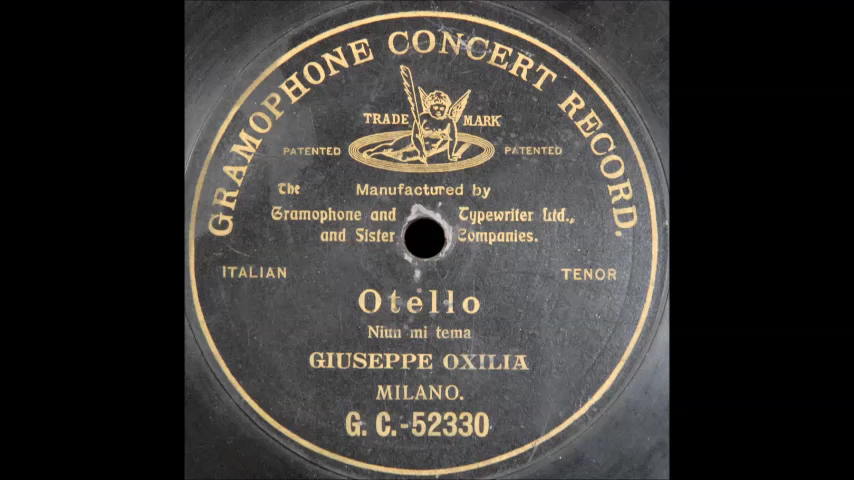 GRAMOPHONE CONCERT RECORD.
TRADE MARK
PATENTED PATENTED
The Manufactured by
Gramophone and Typewriter Ltd.,
and Sister Companies.
ITALIAN TENOR
Otello
Niun mi tema
GIUSEPPE OXILIA
MILANO.
G. C.-52330